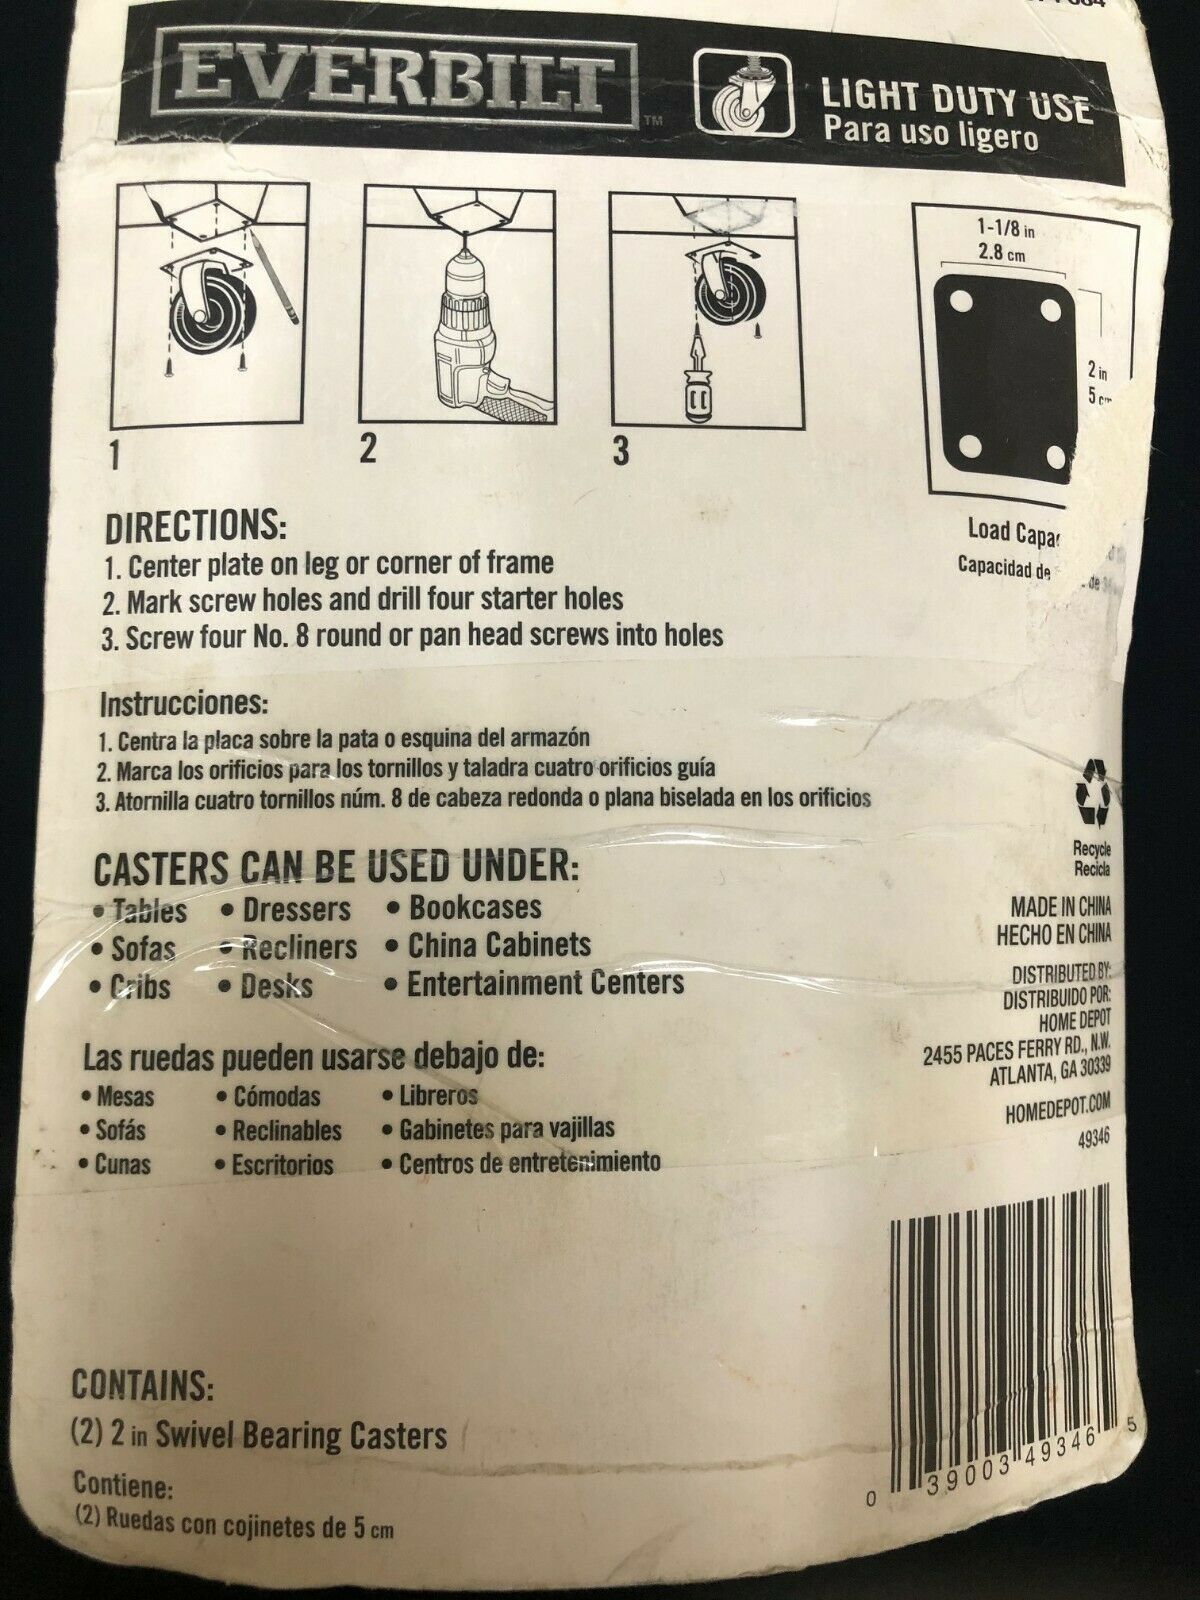 EVERBILT
TM
LIGHT DUTY USE
Para uso ligero
1-1/8 in
2.8 cm
2 in
5
1
2
3
Load
Capacidad de
DIRECTIONS:
1. Center plate on leg or corner of frame
2. Mark screw holes and drill four starter holes
3. Screw four No. 8 round or pan head screws into holes
Instrucciones:
1. Centra la placa sobre la pata o esquina del armazón
2. Marca los orificios para los tornillos y taladra cuatro orificios guía
3. Atornilla cuatro tornillos núm. 8 de cabeza redonda o plana biselada en los orificios
CASTERS CAN BE USED UNDER:
• Tables • Dressers • Bookcases
• Sofas • Recliners • China Cabinets
• Cribs • Desks • Entertainment Centers
Las ruedas pueden usarse debajo de:
• Mesas • Cómodas • Libreros
• Sofás • Reclinables • Gabinetes para vajillas
• Cunas • Escritorios • Centros de entretenimiento
Recycle
Recicla
MADE IN CHINA
HECHO EN CHINA
DISTRIBUTED BY:
DISTRIBUIDO POR:
HOME DEPOT
2455 PACES FERRY RD., N.W.
ATLANTA, GA 30339
HOMEDEPOT.COM
49346
CONTAINS:
(2) 2 in Swivel Bearing Casters
Contiene:
(2) Ruedas con cojinetes de 5 cm
0 39003 49346 5